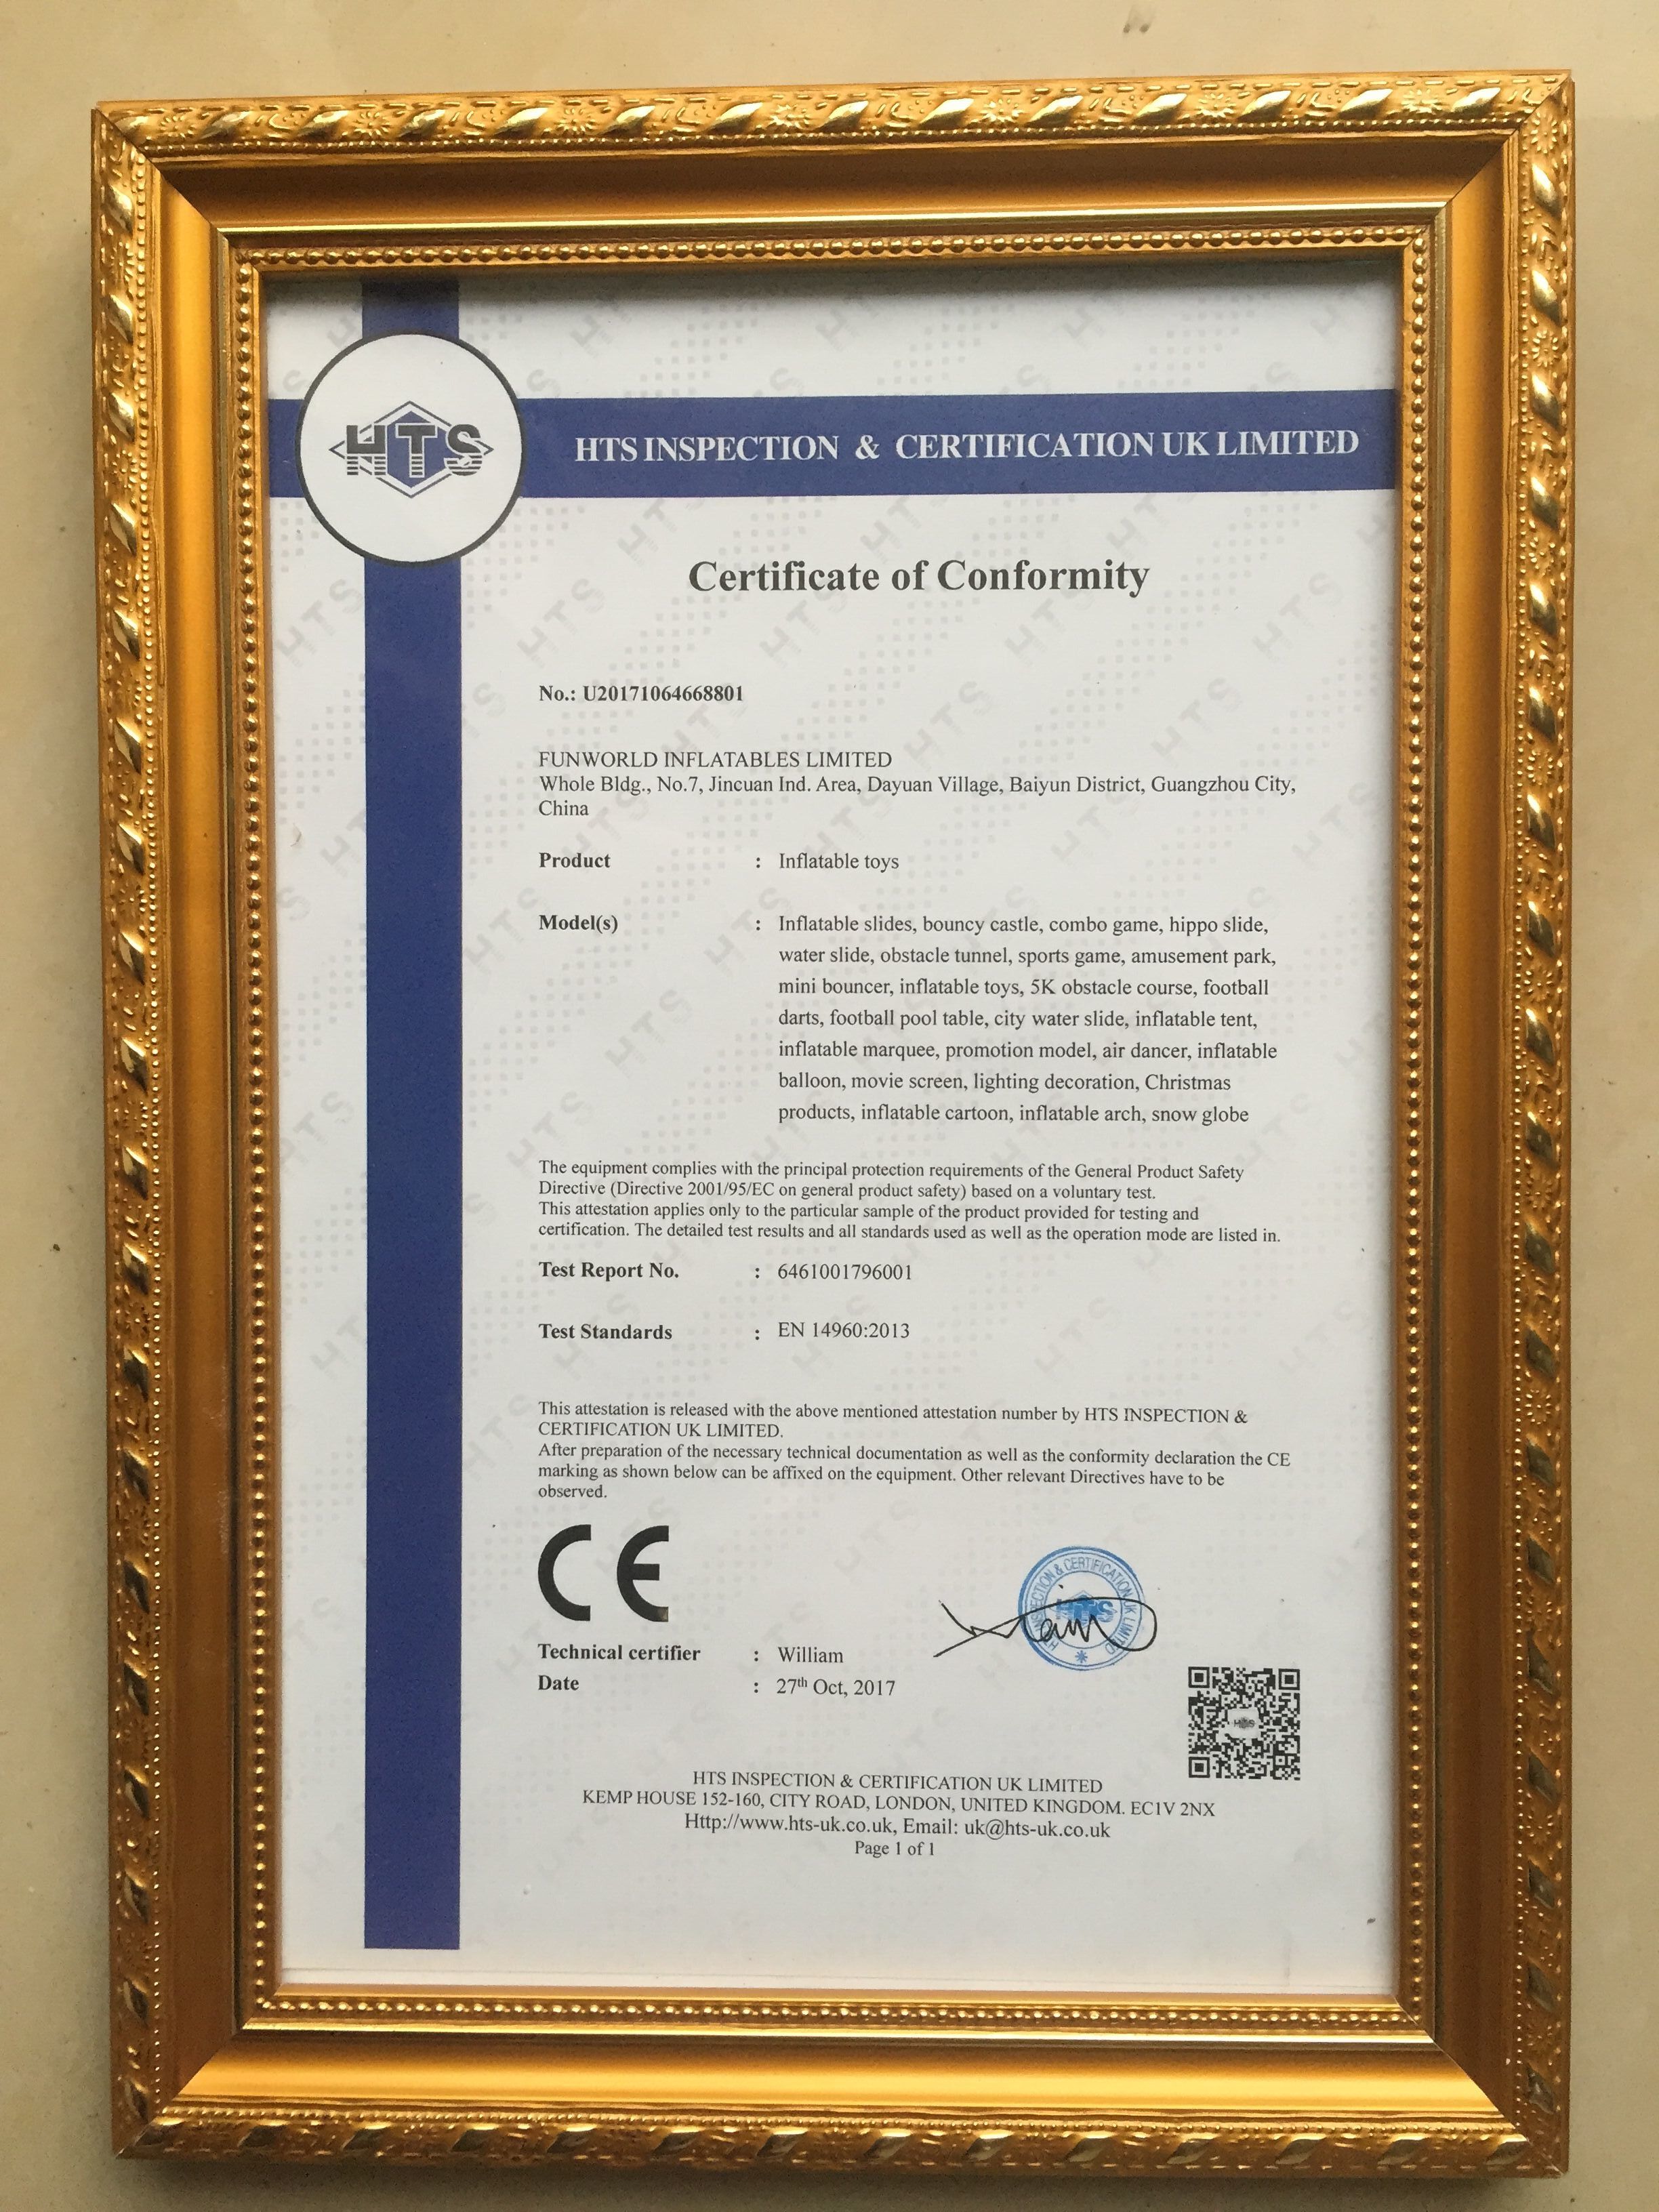 HTS
HTS INSPECTION & CERTIFICATION UK LIMITED
Certificate of Conformity
No.: U20171064668801
FUNWORLD INFLATABLES LIMITED
Whole Bldg., No.7, Jincuan Ind. Area, Dayuan Village, Baiyun District, Guangzhou City,
China
Product : Inflatable toys
Model(s) : Inflatable slides, bouncy castle, combo game, hippo slide,
water slide, obstacle tunnel, sports game, amusement park,
mini bouncer, inflatable toys, 5K obstacle course, football
darts, football pool table, city water slide, inflatable tent,
inflatable marquee, promotion model, air dancer, inflatable
balloon, movie screen, lighting decoration, Christmas
products, inflatable cartoon, inflatable arch, snow globe
The equipment complies with the principal protection requirements of the General Product Safety
Directive (Directive 2001/95/EC on general product safety) based on a voluntary test.
This attestation applies only to the particular sample of the product provided for testing and
certification. The detailed test results and all standards used as well as the operation mode are listed in.
Test Report No. : 6461001796001
Test Standards : EN 14960:2013
This attestation is released with the above mentioned attestation number by HTS INSPECTION &
CERTIFICATION UK LIMITED.
After preparation of the necessary technical documentation as well as the conformity declaration the CE
marking as shown below can be affixed on the equipment. Other relevant Directives have to be
observed.
CE
HTS INSPECTION & CERTIFICATION UK LIMITED
HTS
Technical certifier : William
Date : 27th Oct, 2017
HTS
HTS INSPECTION & CERTIFICATION UK LIMITED
KEMP HOUSE 152-160, CITY ROAD, LONDON, UNITED KINGDOM. EC1V 2NX
Http://www.hts-uk.co.uk, Email: uk@hts-uk.co.uk
Page 1 of 1